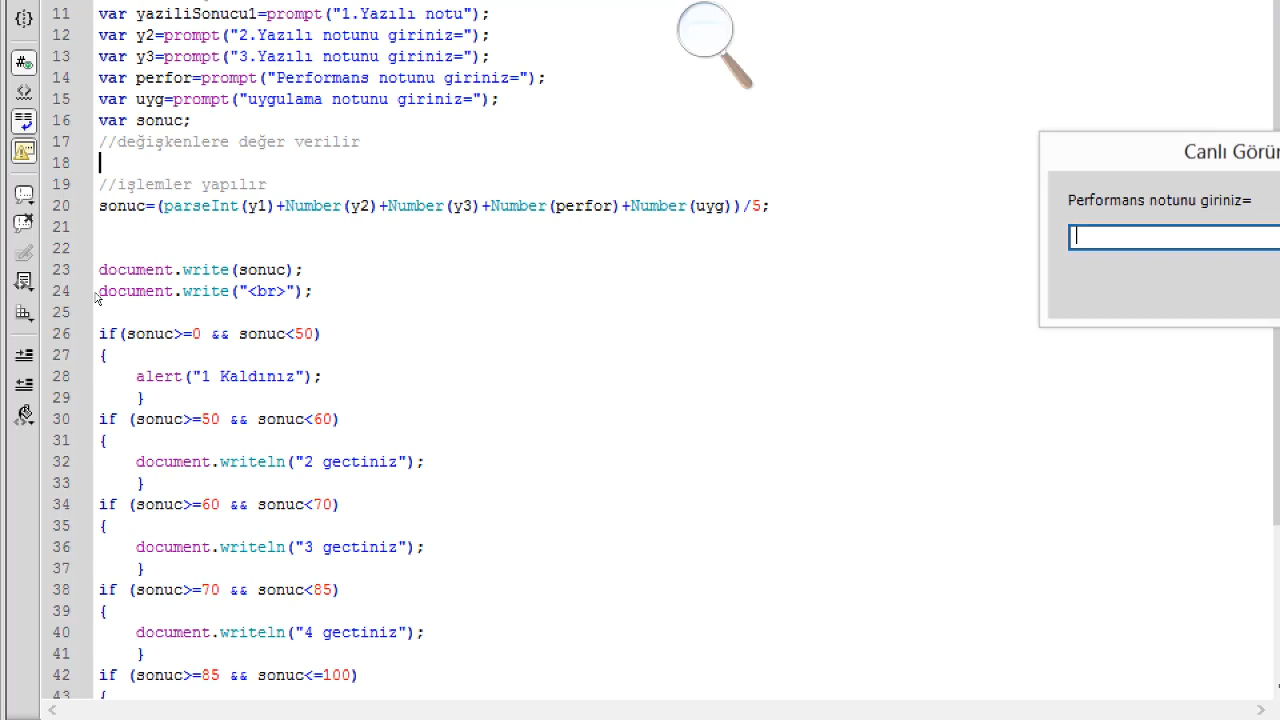 11 var yaziliSonucu1=prompt("1.Yazılı notu");
12 var y2=prompt("2.Yazılı notunu giriniz=");
13 var y3=prompt("3.Yazılı notunu giriniz=");
14 var perfor=prompt("Performans notunu giriniz=");
15 var uyg=prompt("uygulama notunu giriniz=");
16 var sonuc;
17 //değişkenlere değer verilir
18
19 //işlemler yapılır
20 sonuc=(parseInt(y1)+Number(y2)+Number(y3)+Number(perfor)+Number(uyg))/5;
21
22
23 document.write(sonuc);
24 document.write("<br>");
25
26 if(sonuc>=0 && sonuc<50)
27 {
28 alert("1 Kaldınız");
29 }
30 if (sonuc>=50 && sonuc<60)
31 {
32 document.writeln("2 gectiniz");
33 }
34 if (sonuc>=60 && sonuc<70)
35 {
36 document.writeln("3 gectiniz");
37 }
38 if (sonuc>=70 && sonuc<85)
39 {
40 document.writeln("4 gectiniz");
41 }
42 if (sonuc>=85 && sonuc<=100)
43 {
Canlı Görün
Performans notunu giriniz=